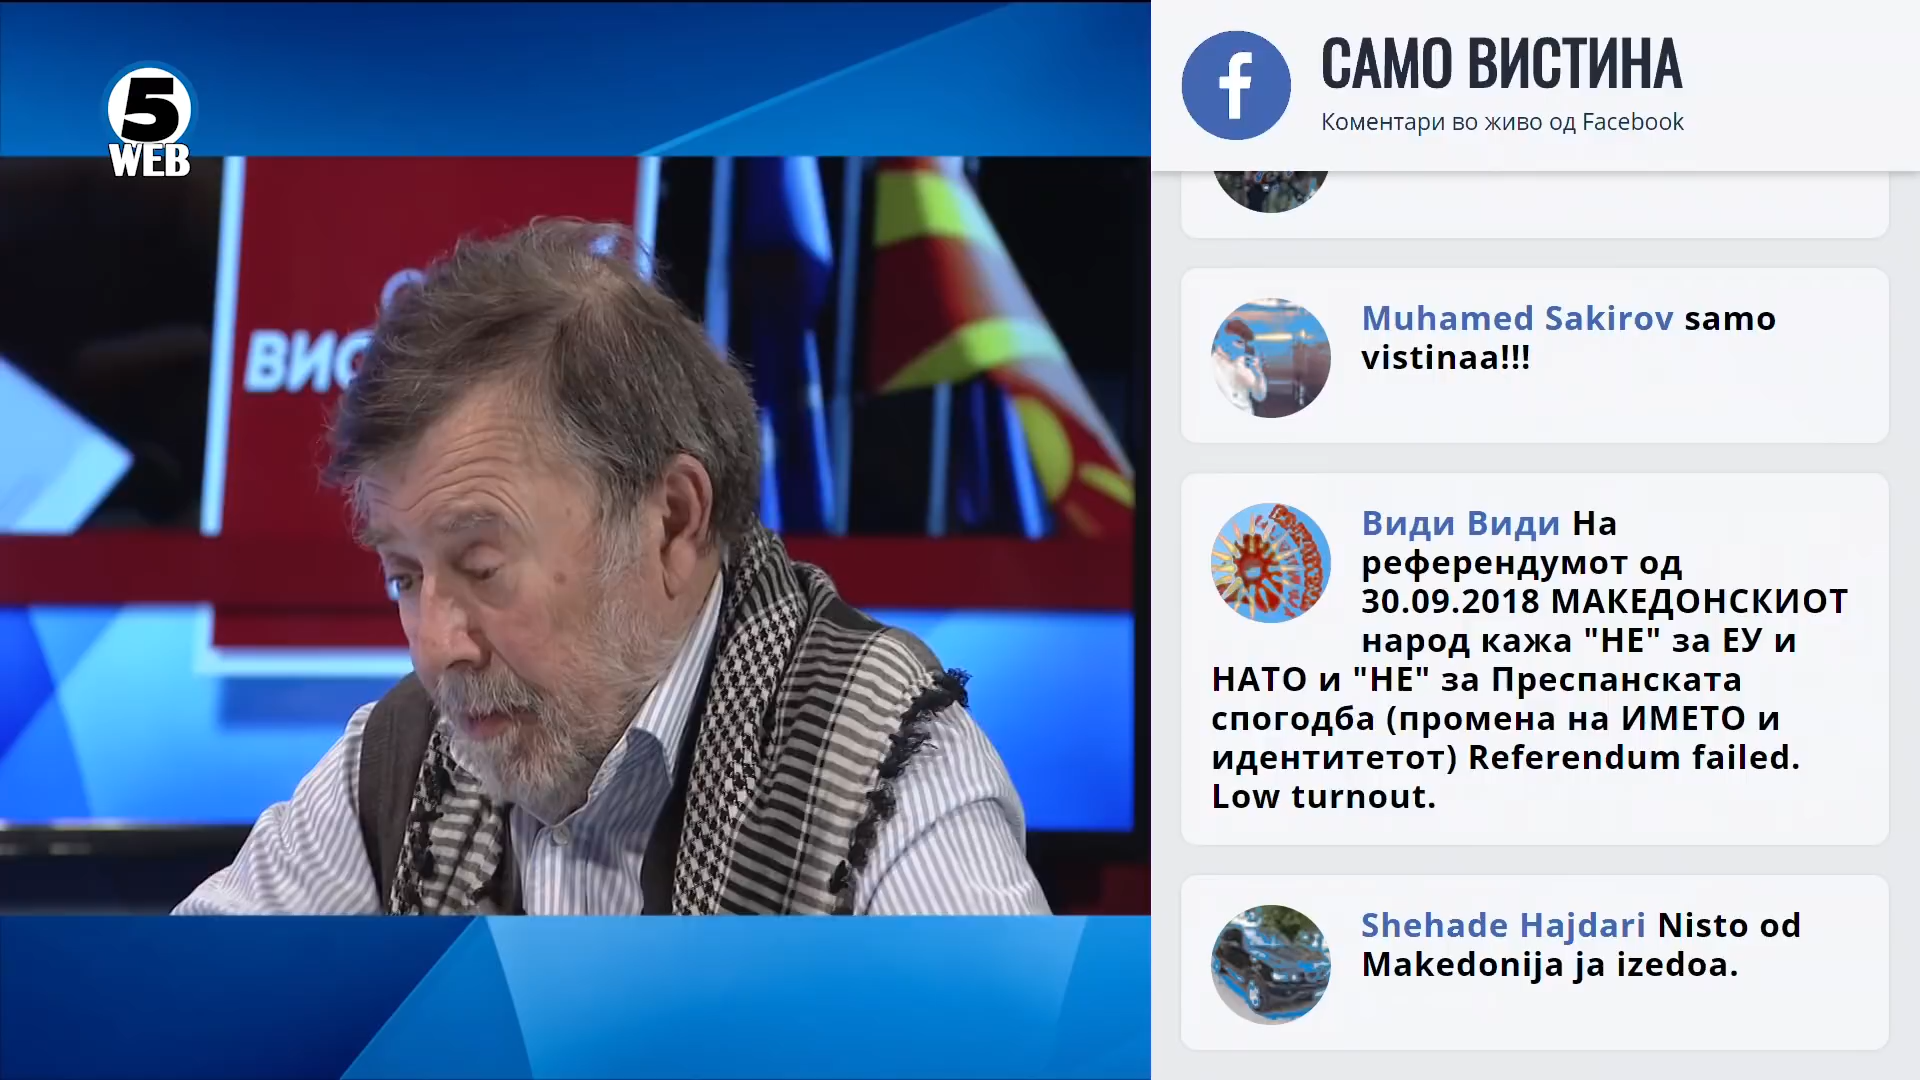 5
WEB
САМО ВИСТИНА
Коментари во живо од Facebook
Muhamed Sakirov samo
vistinaa!!!
Види Види На
референдумот од
30.09.2018 МАКЕДОНСКИОТ
народ кажа "НЕ" за ЕУ и
НАТО и "НЕ" за Преспанската
спогодба (промена на ИМЕТО и
идентитетот) Referendum failed.
Low turnout.
Shehade Hajdari Nisto od
Makedonija ja izedoa.